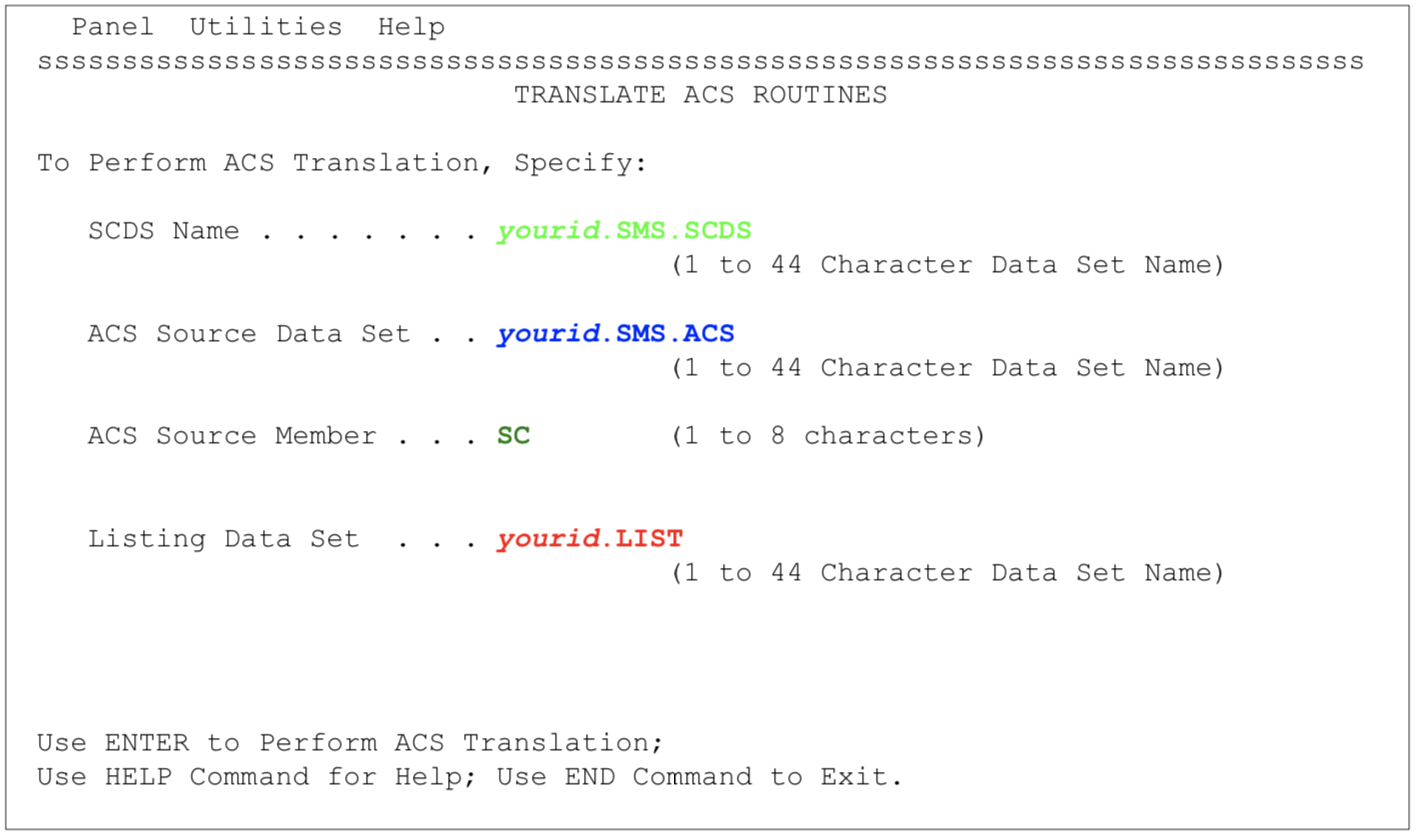 Panel Utilities Help
ssssssssssssssssssssssssssssssssssssssssssssssssssssssssssssssssssssssssssssss
TRANSLATE ACS ROUTINES
To Perform ACS Translation, Specify:
SCDS Name . . . . . . . yourid.SMS.SCDS
(1 to 44 Character Data Set Name)
ACS Source Data Set . . yourid.SMS.ACS
(1 to 44 Character Data Set Name)
ACS Source Member . . . SC (1 to 8 characters)
Listing Data Set . . . yourid.LIST
(1 to 44 Character Data Set Name)
Use ENTER to Perform ACS Translation;
Use HELP Command for Help; Use END Command to Exit.